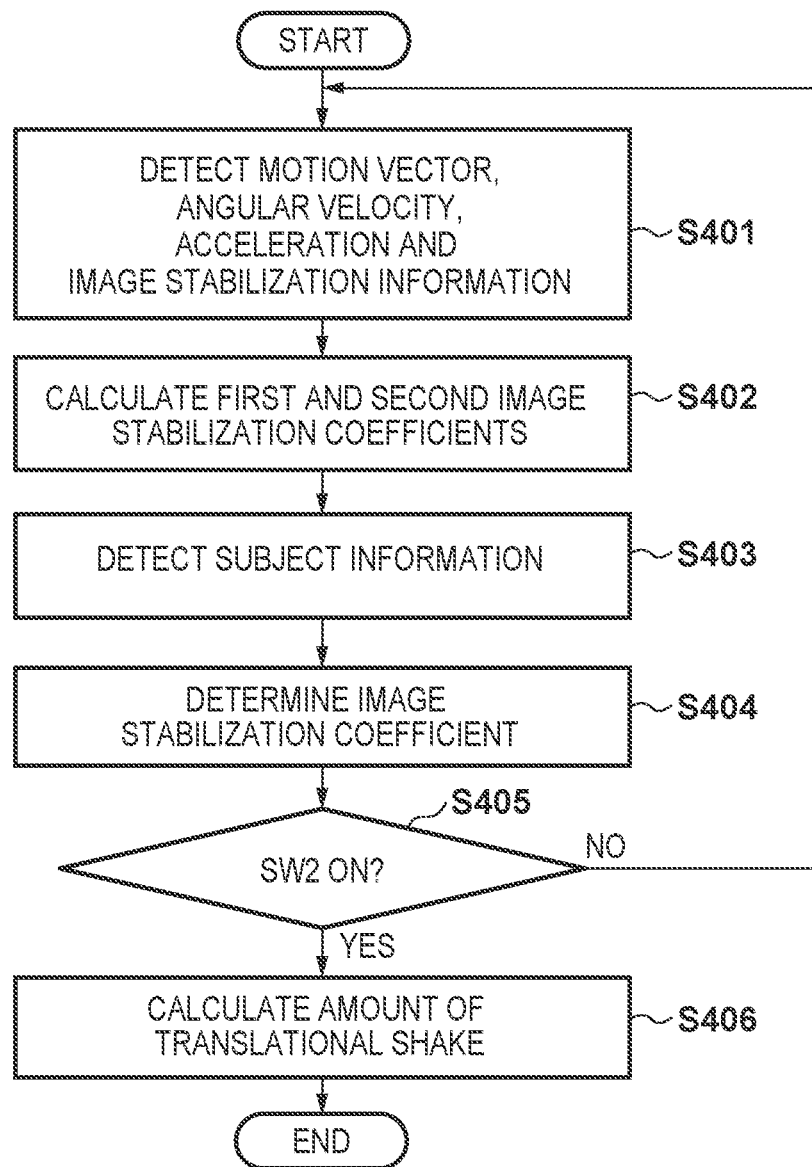 START
DETECT MOTION VECTOR,
ANGULAR VELOCITY,
ACCELERATION AND
IMAGE STABILIZATION INFORMATION
S401
CALCULATE FIRST AND SECOND IMAGE
STABILIZATION COEFFICIENTS
S402
DETECT SUBJECT INFORMATION
S403
DETERMINE IMAGE
STABILIZATION COEFFICIENT
S404
S405
SW2 ON?
NO
YES
CALCULATE AMOUNT OF
TRANSLATIONAL SHAKE
S406
END